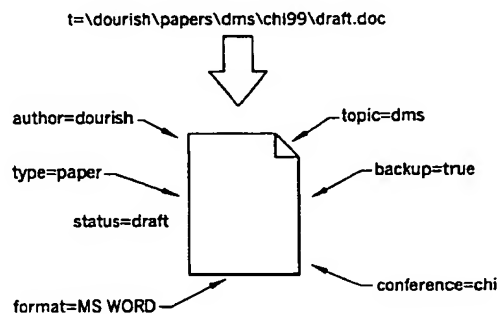 t=\dourish\papers\dms\chi99\draft.doc
author=dourish
topic=dms
type=paper
backup=true
status=draft
conference=chi
format=MS WORD